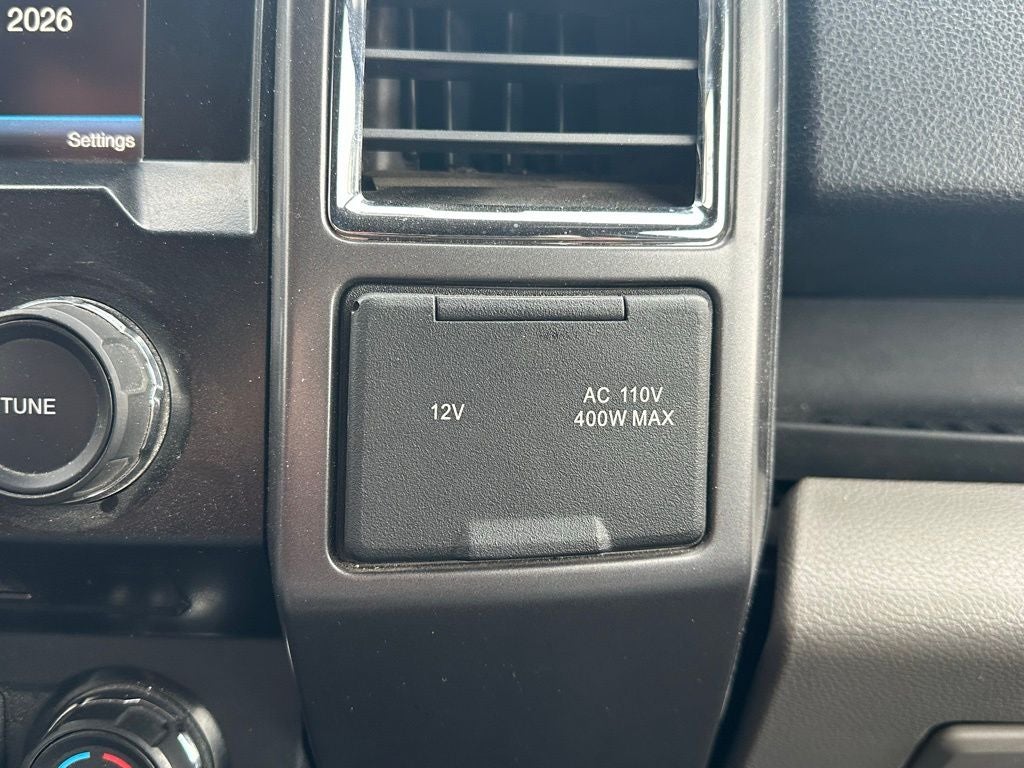 2026
Settings
TUNE
12V
AC 110V
400W MAX